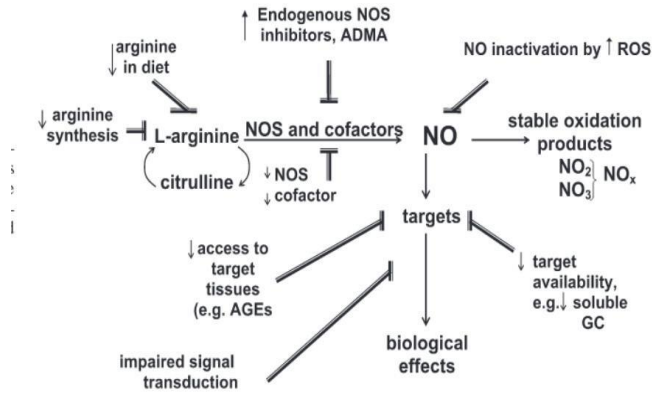 ↑ Endogenous NOS
inhibitors, ADMA
↓ arginine
in diet
NO inactivation by ↑ ROS
↓ arginine
synthesis
L-arginine
NOS and cofactors
NO
stable oxidation
products
NO2
NO3
} NOx
citrulline
↓ NOS
↓ cofactor
targets
↓ access to
target
tissues
(e.g. AGEs
↓ target
availability,
e.g.↓ soluble
GC
biological
effects
impaired signal
transduction